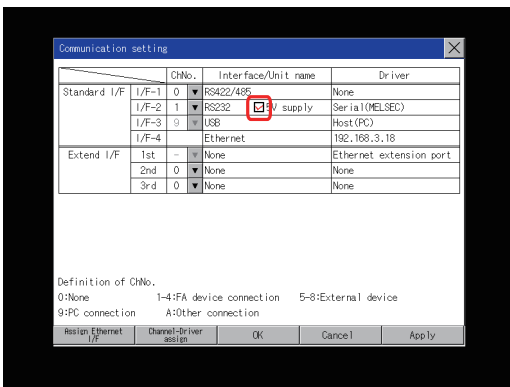 Communication setting
ChNo. Interface/Unit name Driver
Standard I/F I/F-1 0 RS422/485 None
I/F-2 1 RS232 5V supply Serial(MELSEC)
I/F-3 9 USB Host(PC)
I/F-4 Ethernet 192.168.3.18
Extend I/F 1st - None Ethernet extension port
2nd 0 None None
3rd 0 None None
Definition of ChNo.
0:None 1-4:FA device connection 5-8:External device
9:PC connection A:Other connection
Assign Ethernet I/F Channel-Driver assign OK Cancel Apply